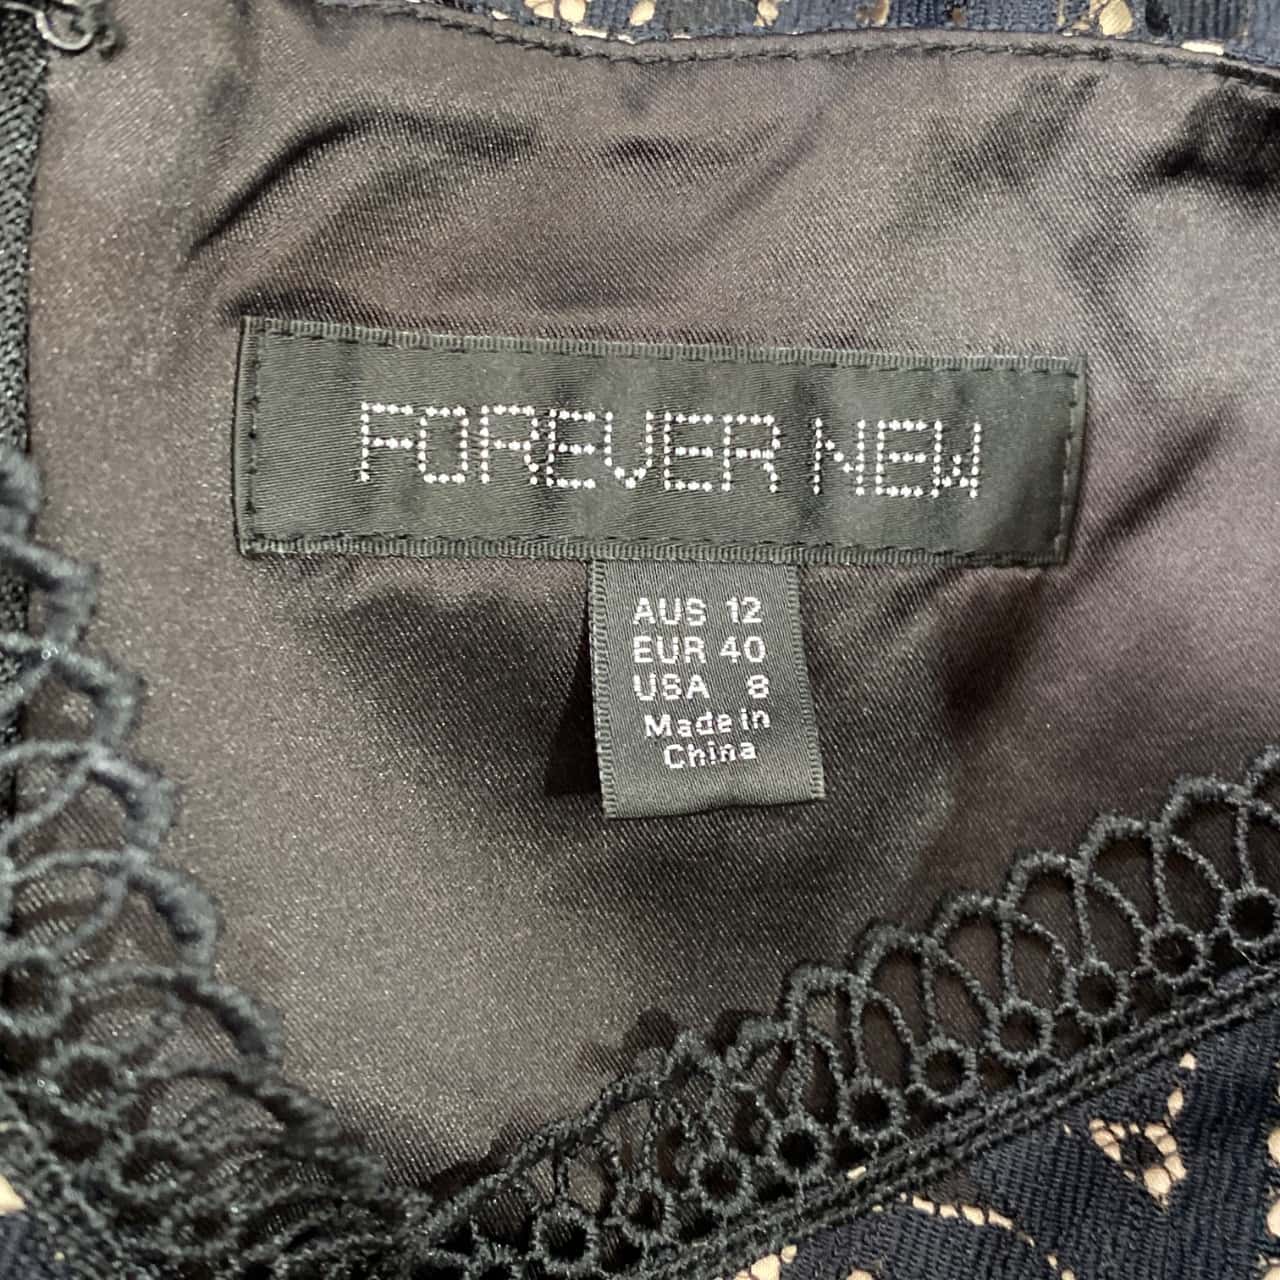 FOREVER NEW
AUS 12
EUR 40
USA 8
Made in
China